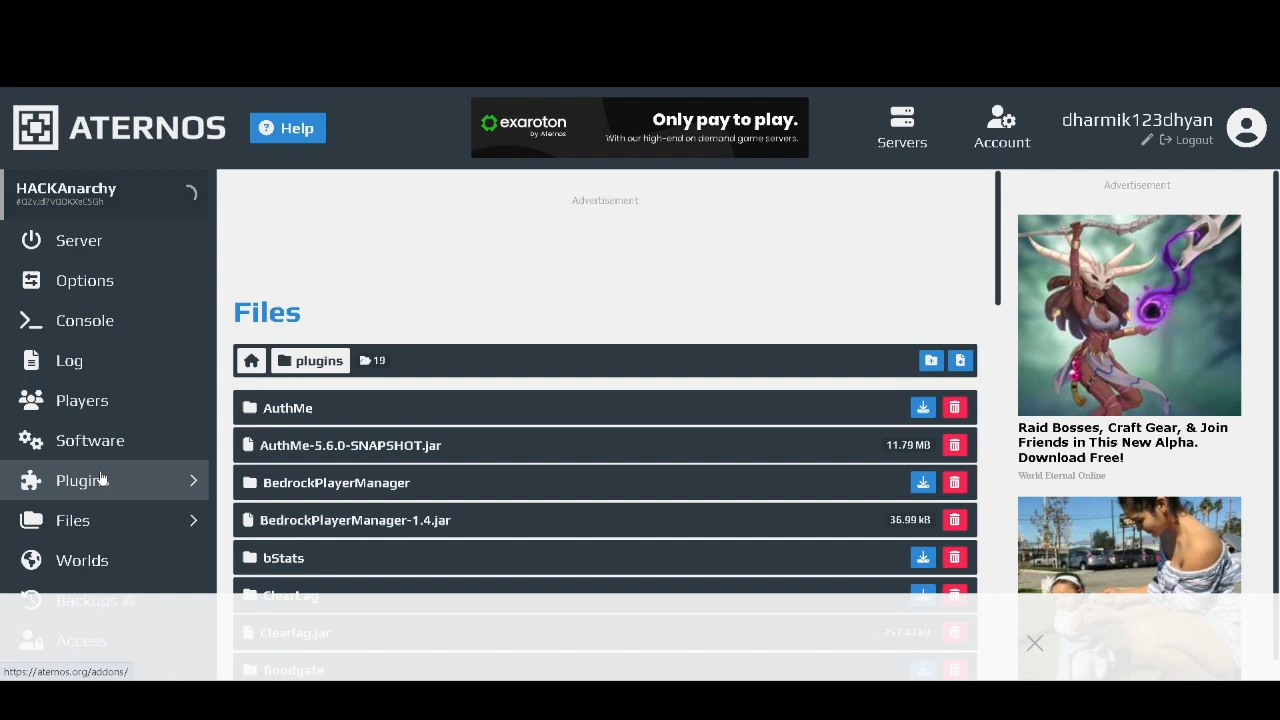 ATERNOS
Help
exaroton
by Aternos
Only pay to play.
With our high-end on demand game servers.
Servers
Account
dharmik123dhyan
Logout
HACKAnarchy
Server
Options
Console
Log
Players
Software
Plugins
Files
Worlds
Backups
Access
https://aternos.org/addons/
Advertisement
Files
plugins
19
AuthMe
AuthMe-5.6.0-SNAPSHOT.jar
11.79 MB
BedrockPlayerManager
BedrockPlayerManager-1.4.jar
36.99 kB
bStats
ClearLag
Clearlag.jar
257.43 kB
floodgate
Advertisement
Raid Bosses, Craft Gear, & Join
Friends in This New Alpha.
Download Free!
World Eternal Online